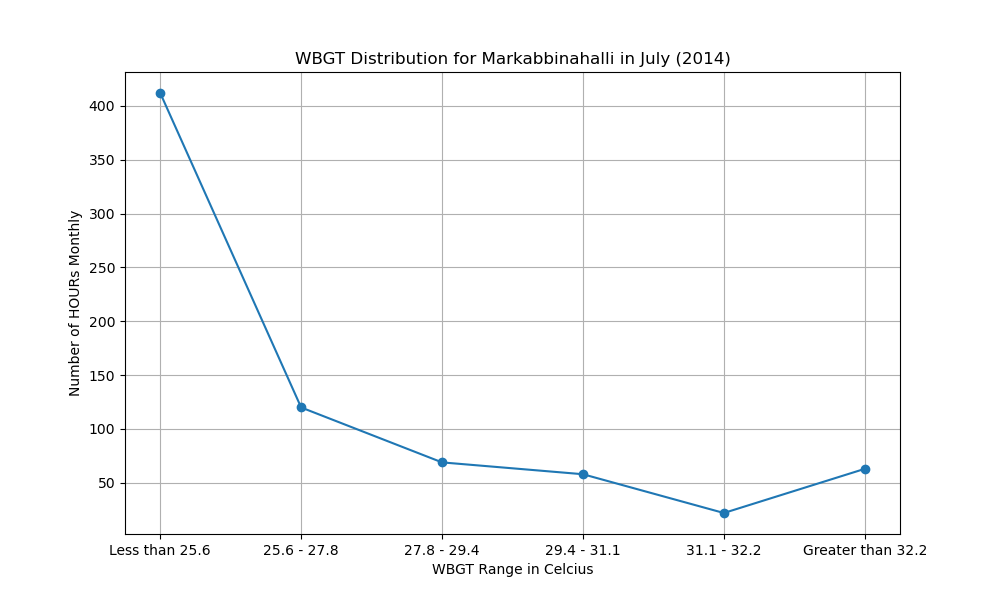 WBGT Distribution for Markabbinahalli in July (2014)
Number of HOURs Monthly
400
350
300
250
200
150
100
50
Less than 25.6
25.6 - 27.8
27.8 - 29.4
29.4 - 31.1
31.1 - 32.2
Greater than 32.2
WBGT Range in Celcius